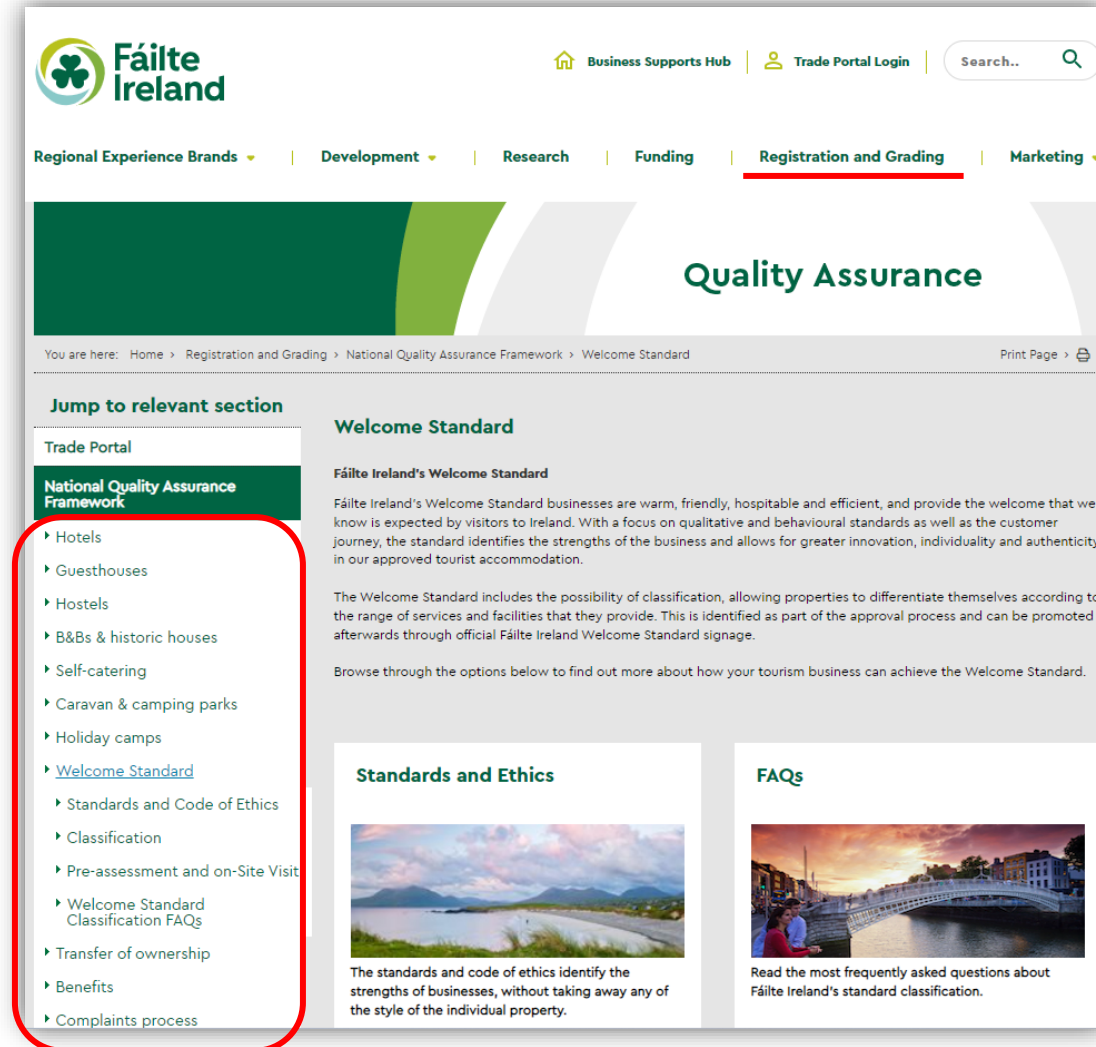 Fáilte
Ireland
Business Supports Hub
Trade Portal Login
Search..
Regional Experience Brands
Development
Research
Funding
Registration and Grading
Marketing
Quality Assurance
You are here: Home › Registration and Grading › National Quality Assurance Framework › Welcome Standard
Print Page ›
Jump to relevant section
Trade Portal
National Quality Assurance
Framework
Hotels
Guesthouses
Hostels
B&Bs & historic houses
Self-catering
Caravan & camping parks
Holiday camps
Welcome Standard
Standards and Code of Ethics
Classification
Pre-assessment and on-Site Visit
Welcome Standard
Classification FAQs
Transfer of ownership
Benefits
Complaints process
Welcome Standard
Fáilte Ireland's Welcome Standard
Fáilte Ireland's Welcome Standard businesses are warm, friendly, hospitable and efficient, and provide the welcome that we
know is expected by visitors to Ireland. With a focus on qualitative and behavioural standards as well as the customer
journey, the standard identifies the strengths of the business and allows for greater innovation, individuality and authenticity
in our approved tourist accommodation.
The Welcome Standard includes the possibility of classification, allowing properties to differentiate themselves according to
the range of services and facilities that they provide. This is identified as part of the approval process and can be promoted
afterwards through official Fáilte Ireland Welcome Standard signage.
Browse through the options below to find out more about how your tourism business can achieve the Welcome Standard.
Standards and Ethics
The standards and code of ethics identify the
strengths of businesses, without taking away any of
the style of the individual property.
FAQs
Read the most frequently asked questions about
Fáilte Ireland's standard classification.